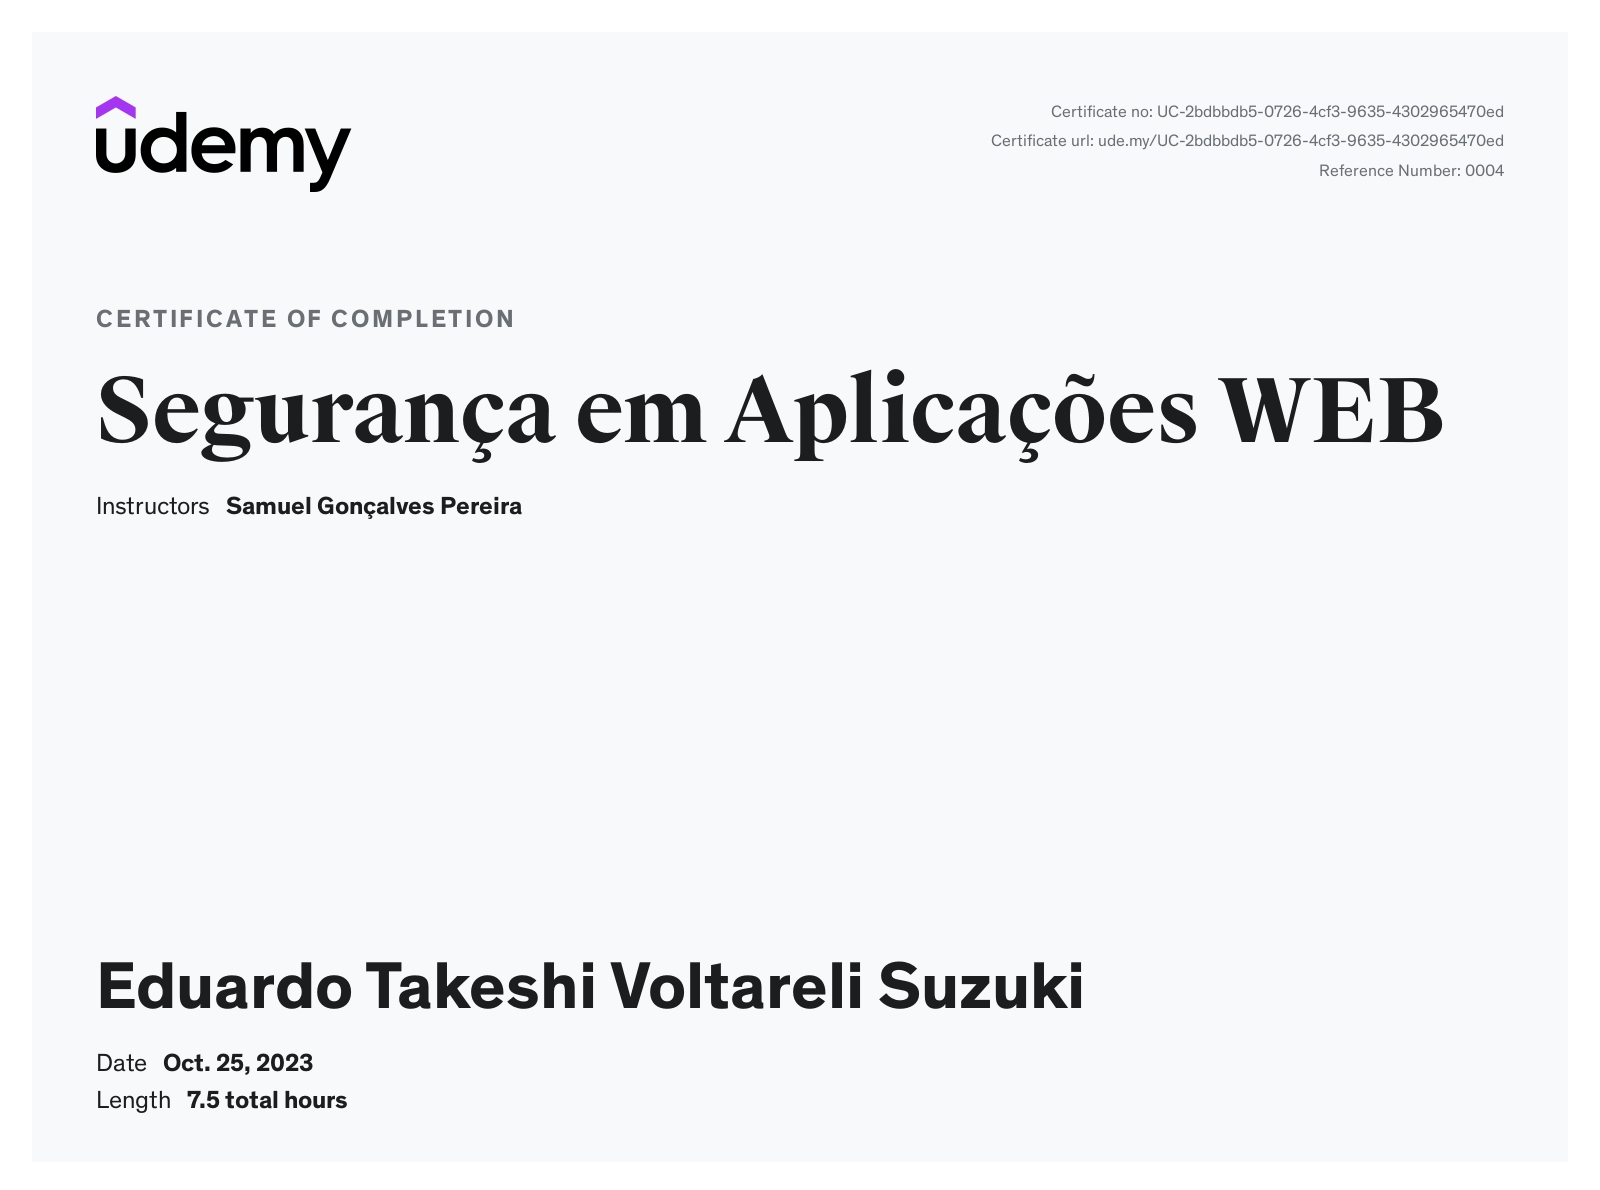 udemy
Certificate no: UC-2bdbbdb5-0726-4cf3-9635-4302965470ed
Certificate url: ude.my/UC-2bdbbdb5-0726-4cf3-9635-4302965470ed
Reference Number: 0004
CERTIFICATE OF COMPLETION
Segurança em Aplicações WEB
Instructors Samuel Gonçalves Pereira
Eduardo Takeshi Voltareli Suzuki
Date Oct. 25, 2023
Length 7.5 total hours